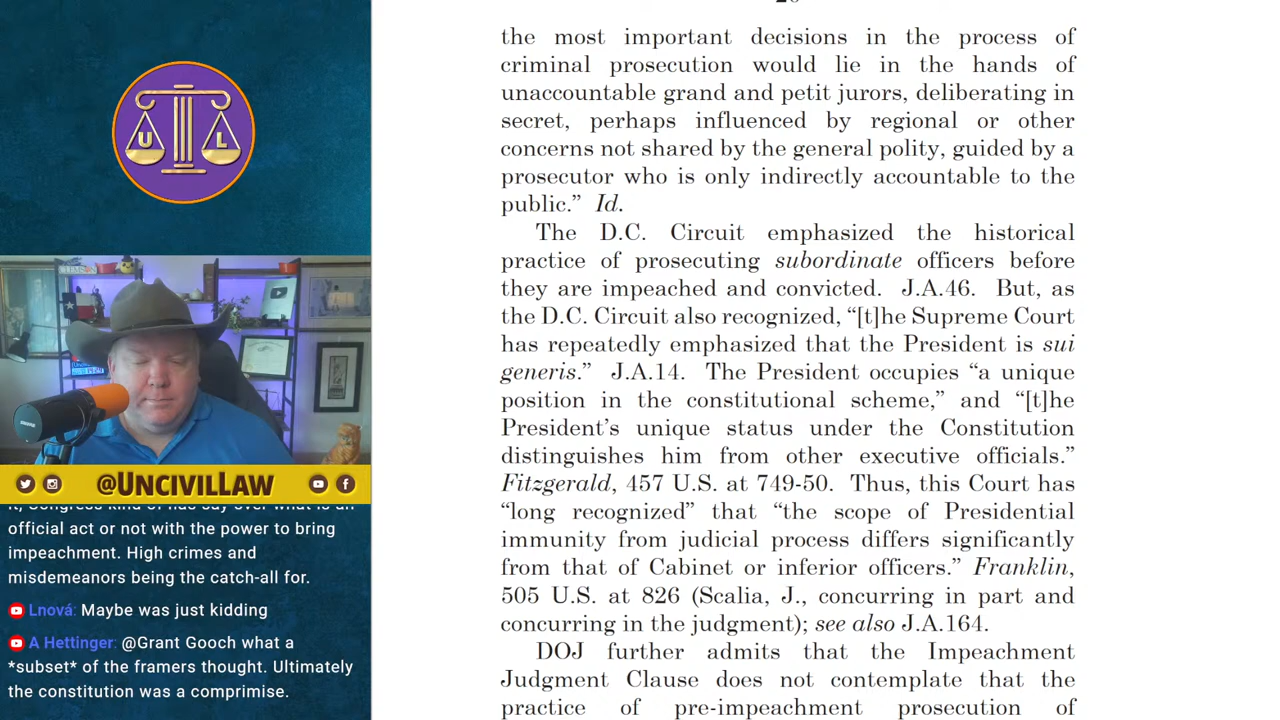 the most important decisions in the process of
criminal prosecution would lie in the hands of
unaccountable grand and petit jurors, deliberating in
secret, perhaps influenced by regional or other
concerns not shared by the general polity, guided by a
prosecutor who is only indirectly accountable to the
public.” Id.
The D.C. Circuit emphasized the historical
practice of prosecuting subordinate officers before
they are impeached and convicted. J.A.46. But, as
the D.C. Circuit also recognized, “[t]he Supreme Court
has repeatedly emphasized that the President is sui
generis.” J.A.14. The President occupies “a unique
position in the constitutional scheme,” and “[t]he
President’s unique status under the Constitution
distinguishes him from other executive officials.”
Fitzgerald, 457 U.S. at 749-50. Thus, this Court has
“long recognized” that “the scope of Presidential
immunity from judicial process differs significantly
from that of Cabinet or inferior officers.” Franklin,
505 U.S. at 826 (Scalia, J., concurring in part and
concurring in the judgment); see also J.A.164.
DOJ further admits that the Impeachment
Judgment Clause does not contemplate that the
practice of pre-impeachment prosecution of
U L
@UNCIVILLAW
it, Congress kind of has say over what is an
official act or not with the power to bring
impeachment. High crimes and
misdemeanors being the catch-all for.
Lnová: Maybe was just kidding
A Hettinger: @Grant Gooch what a
*subset* of the framers thought. Ultimately
the constitution was a comprimise.